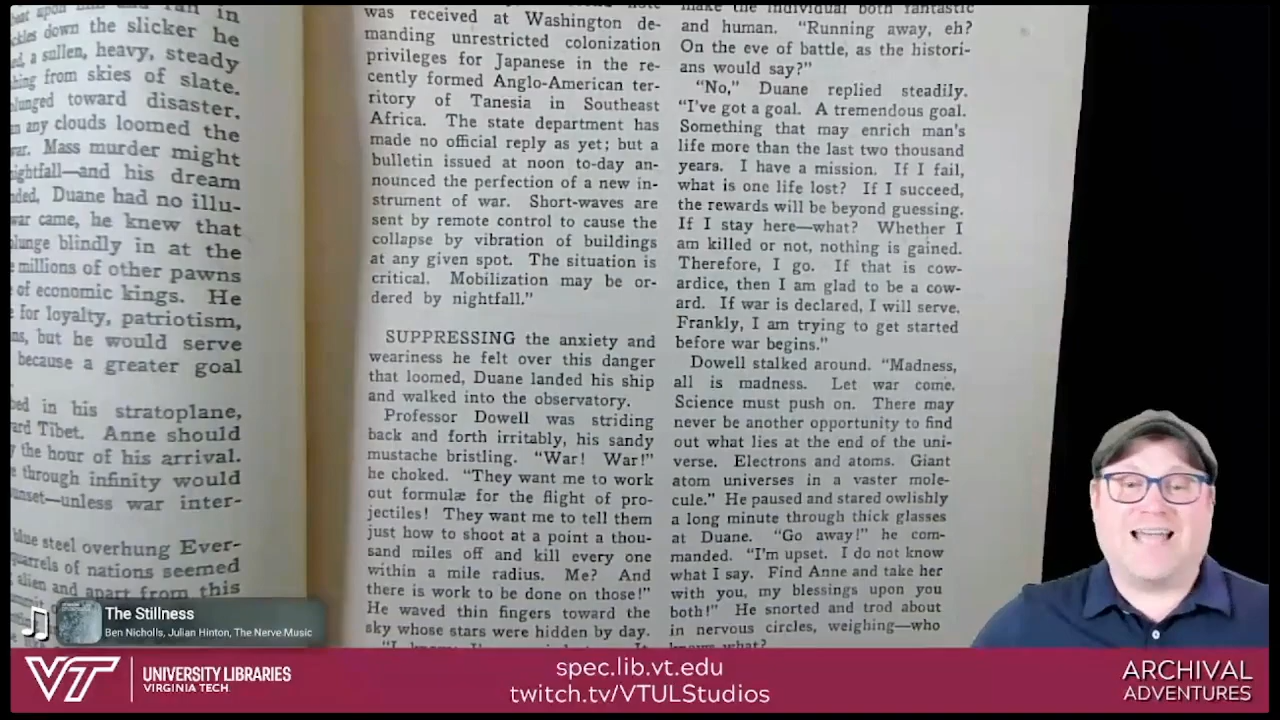 ran in
down the slicker he
a sullen, heavy, steady
from skies of slate.
toward disaster.
any clouds loomed the
Mass murder might
and his dream
Duane had no illu-
war came, he knew that
blindly in at the
millions of other pawns
of economic kings. He
for loyalty, patriotism,
but he would serve
because a greater goal
in his stratoplane,
Tibet. Anne should
the hour of his arrival.
through infinity would
unless war inter-
blue steel overhung Ever-
quarrels of nations seemed
alien and apart from this
was received at Washington de-
manding unrestricted colonization
privileges for Japanese in the re-
cently formed Anglo-American ter-
ritory of Tanesia in Southeast
Africa. The state department has
made no official reply as yet; but a
bulletin issued at noon to-day an-
nounced the perfection of a new in-
strument of war. Short-waves are
sent by remote control to cause the
collapse by vibration of buildings
at any given spot. The situation is
critical. Mobilization may be or-
dered by nightfall.”
SUPPRESSING the anxiety and
weariness he felt over this danger
that loomed, Duane landed his ship
and walked into the observatory.
Professor Dowell was striding
back and forth irritably, his sandy
mustache bristling. “War! War!”
he choked. “They want me to work
out formulæ for the flight of pro-
jectiles! They want me to tell them
just how to shoot at a point a thou-
sand miles off and kill every one
within a mile radius. Me? And
there is work to be done on those!”
He waved thin fingers toward the
sky whose stars were hidden by day.
make the individual both fantastic
and human. “Running away, eh?
On the eve of battle, as the histori-
ans would say?”
“No,” Duane replied steadily.
“I've got a goal. A tremendous goal.
Something that may enrich man's
life more than the last two thousand
years. I have a mission. If I fail,
what is one life lost? If I succeed,
the rewards will be beyond guessing.
If I stay here—what? Whether I
am killed or not, nothing is gained.
Therefore, I go. If that is cow-
ardice, then I am glad to be a cow-
ard. If war is declared, I will serve.
Frankly, I am trying to get started
before war begins.”
Dowell stalked around. “Madness,
all is madness. Let war come.
Science must push on. There may
never be another opportunity to find
out what lies at the end of the uni-
verse. Electrons and atoms. Giant
atom universes in a vaster mole-
cule.” He paused and stared owlishly
a long minute through thick glasses
at Duane. “Go away!” he com-
manded. “I'm upset. I do not know
what I say. Find Anne and take her
with you, my blessings upon you
both!” He snorted and trod about
in nervous circles, weighing—who
knows what?
The Stillness
Ben Nicholls, Julian Hinton, The Nerve Music
VT
UNIVERSITY LIBRARIES
VIRGINIA TECH.
spec.lib.vt.edu
twitch.tv/VTULStudios
ARCHIVAL
ADVENTURES